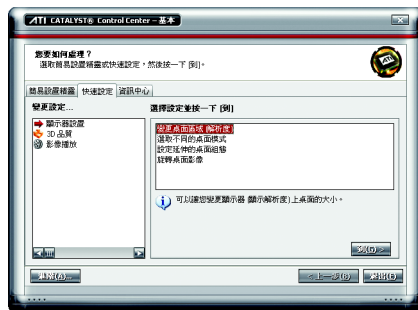 ATI CATALYST® Control Center – 基本
您要如何處理？
選取簡易設置精靈或快速設定，然後按一下 [到]。
簡易設置精靈 快速設定 資訊中心
變更設定...
顯示器設置
3D 品質
影像播放
選擇設定並按一下 [到]
變更桌面區域 (解析度)
選取不同的桌面模式
設定延伸的桌面組態
旋轉桌面影像
可以讓您變更顯示器 (顯示解析度) 上桌面的大小。
到(G) >
進階(A)...
< 上一步(B)